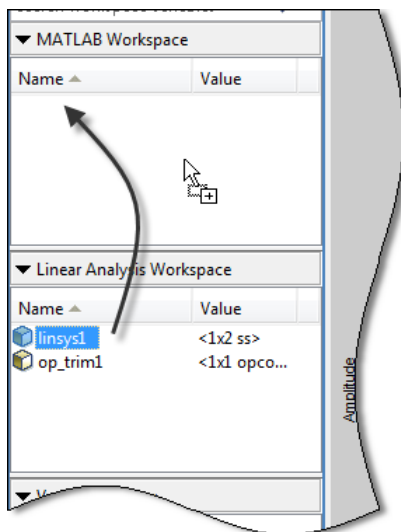 ▼ MATLAB Workspace
Name Value
▼ Linear Analysis Workspace
Name Value
linsys1 <1x2 ss>
op_trim1 <1x1 opco...
Amplitude